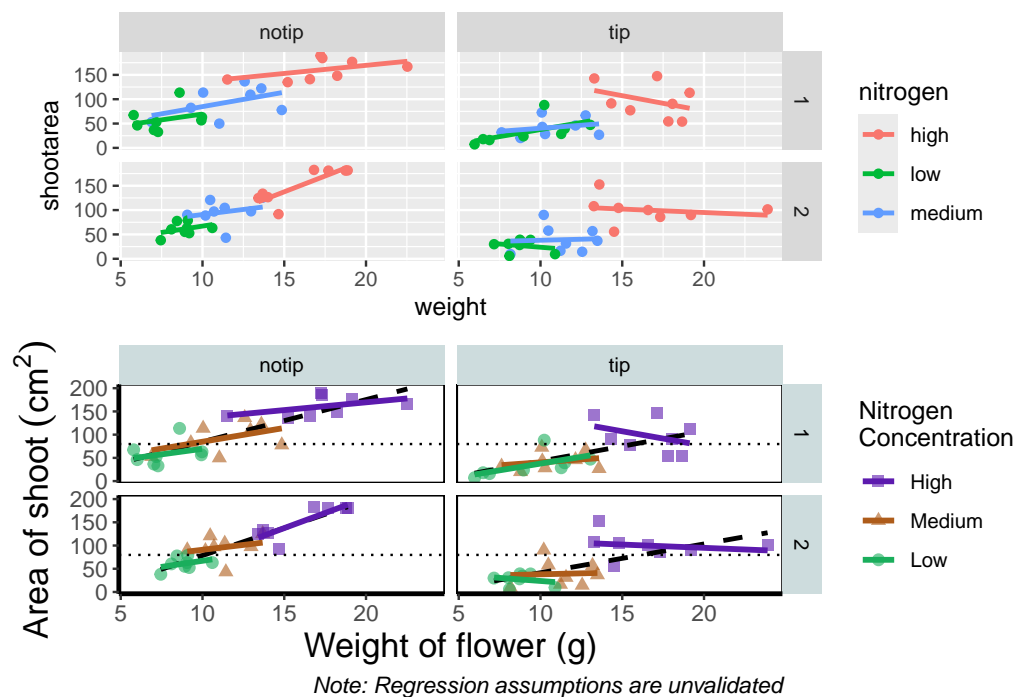 notip
tip
150
100
50
0
1
150
100
50
0
2
shootarea
5
10
15
20
5
10
15
20
weight
nitrogen
high
low
medium
notip
tip
200
150
100
50
0
1
200
150
100
50
0
2
Area of shoot (cm²)
5
10
15
20
5
10
15
20
Weight of flower (g)
Note: Regression assumptions are unvalidated
Nitrogen
Concentration
High
Medium
Low